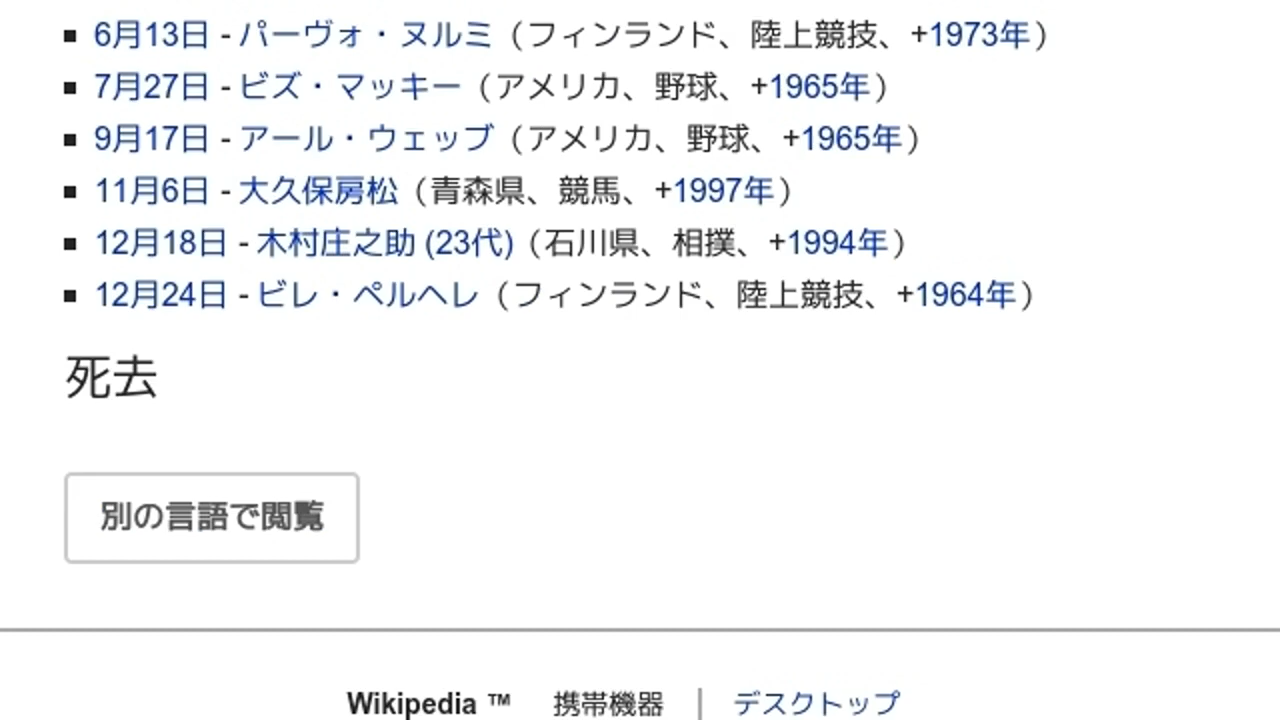 6月13日 - パーヴォ・ヌルミ（フィンランド、陸上競技、+1973年）
7月27日 - ビズ・マッキー（アメリカ、野球、+1965年）
9月17日 - アール・ウェッブ（アメリカ、野球、+1965年）
11月6日 - 大久保房松（青森県、競馬、+1997年）
12月18日 - 木村庄之助 (23代)（石川県、相撲、+1994年）
12月24日 - ビレ・ペルヘレ（フィンランド、陸上競技、+1964年）
死去
別の言語で閲覧
Wikipedia ™ 携帯機器 | デスクトップ